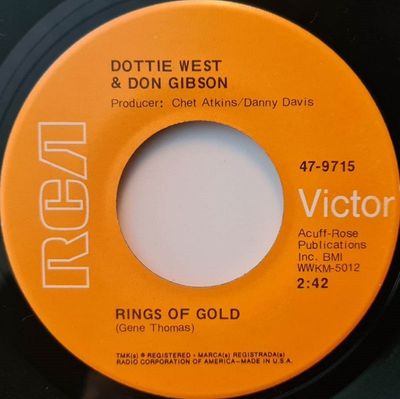 DOTTIE WEST
& DON GIBSON
Producer: Chet Atkins/Danny Davis
RCA
47-9715
Victor
Acuff-Rose
Publications
Inc. BMI
WWKM-5012
2:42
RINGS OF GOLD
(Gene Thomas)
TMK(s) ® REGISTERED • MARCA(s) REGISTRADA(s)
RADIO CORPORATION OF AMERICA—MADE IN U.S.A.